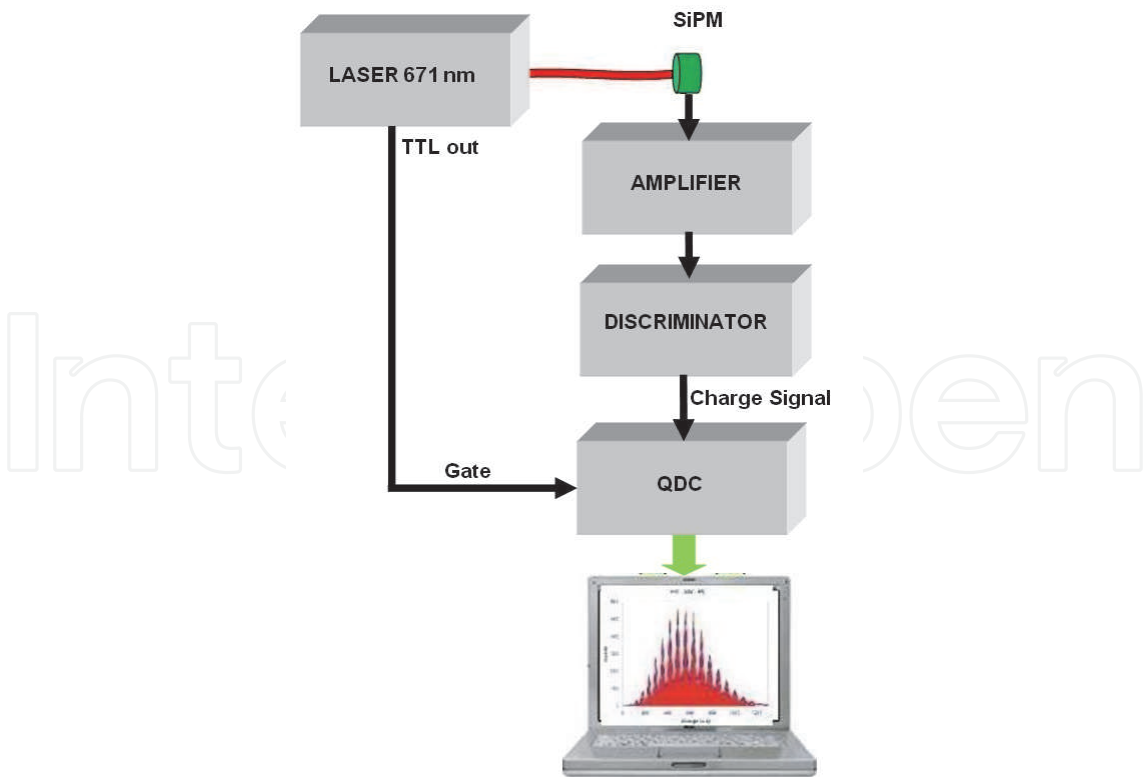 SiPM
LASER 671 nm
TTL out
AMPLIFIER
DISCRIMINATOR
Charge Signal
Gate
QDC